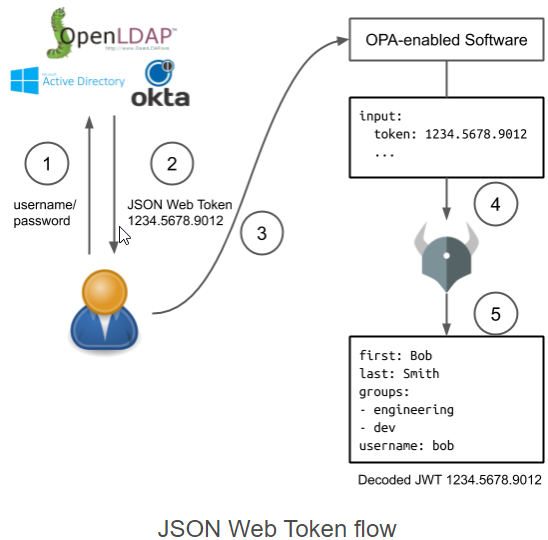 OpenLDAP™
http://www.OpenLDAP.org
Microsoft
Active Directory
okta
1
2
username/
password
JSON Web Token
1234.5678.9012
3
OPA-enabled Software
input:
token: 1234.5678.9012
...
4
5
first: Bob
last: Smith
groups:
- engineering
- dev
username: bob
Decoded JWT 1234.5678.9012
JSON Web Token flow